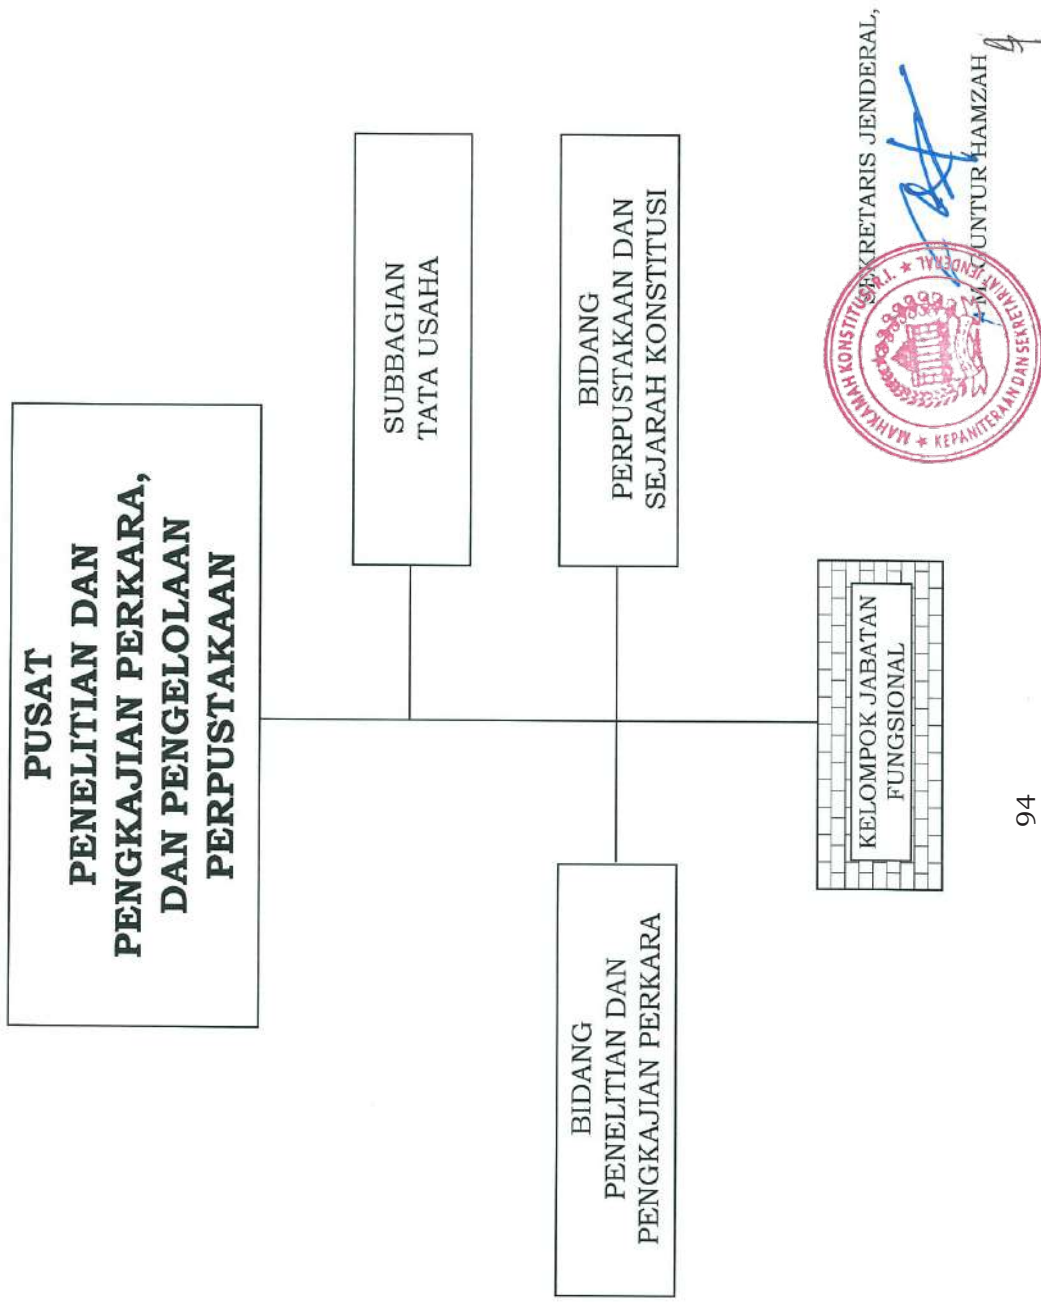 PUSAT
PENELITIAN DAN
PENGKAJIAN PERKARA,
DAN PENGELOLAAN
PERPUSTAKAAN
SUBBAGIAN
TATA USAHA
BIDANG
PENELITIAN DAN
PENGKAJIAN PERKARA
BIDANG
PERPUSTAKAAN DAN
SEJARAH KONSTITUSI
KELOMPOK JABATAN
FUNGSIONAL
SEKRETARIS JENDERAL,
MAHKAMAH KONSTITUSI R.I.
KEPANITERAAN DAN SEKRETARIAT JENDERAL
M. GUNTUR HAMZAH
94